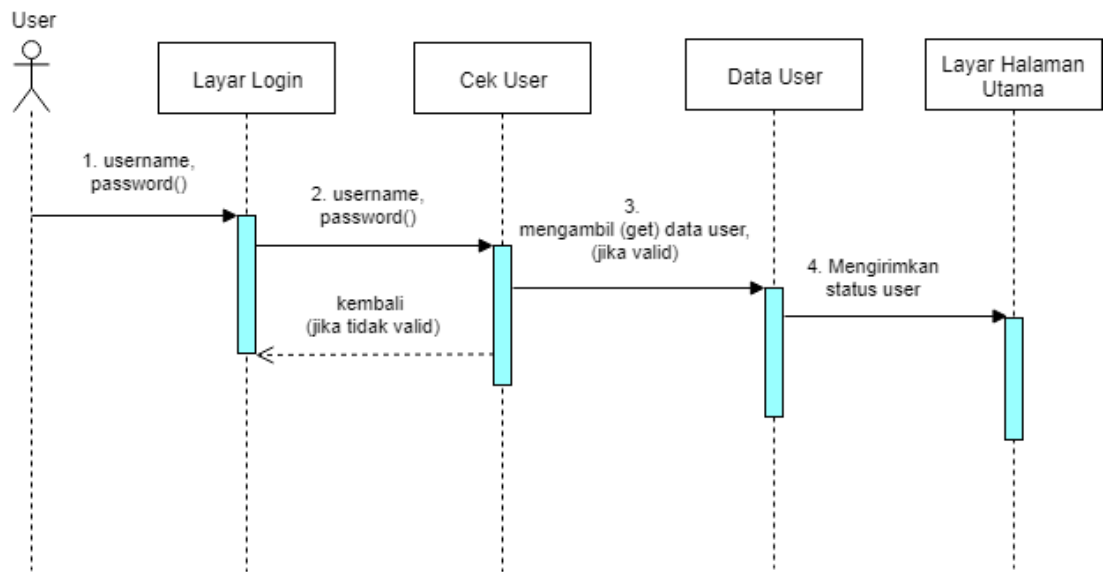 User
Layar Login
Cek User
Data User
Layar Halaman
Utama
1. username,
password()
2. username,
password()
3.
mengambil (get) data user,
(jika valid)
4. Mengirimkan
status user
kembali
(jika tidak valid)